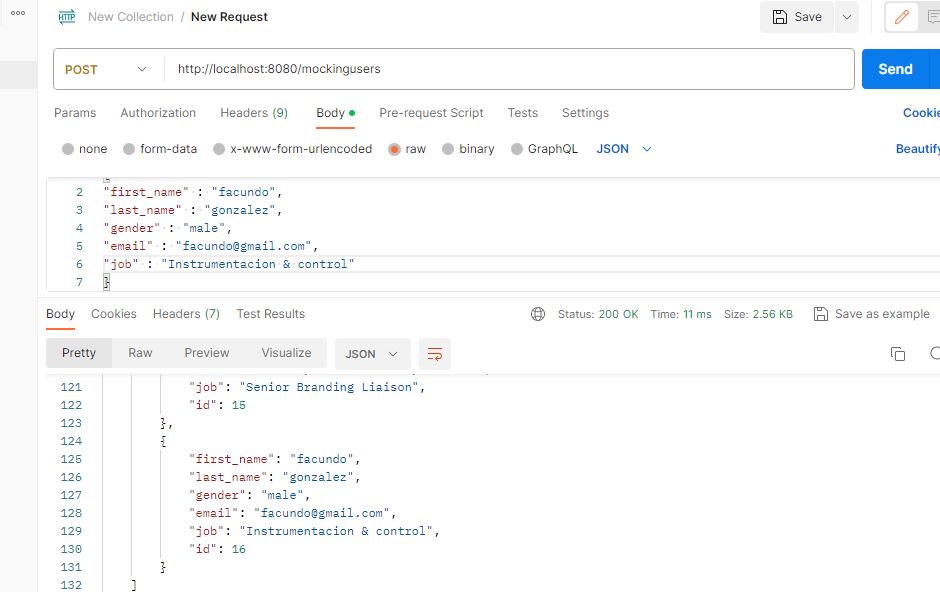 HTTP New Collection / New Request Save
POST http://localhost:8080/mockingusers Send
Params Authorization Headers (9) Body Pre-request Script Tests Settings Cookie
none form-data x-www-form-urlencoded raw binary GraphQL JSON Beautify
2 "first_name" : "facundo",
3 "last_name" : "gonzalez",
4 "gender" : "male",
5 "email" : "facundo@gmail.com",
6 "job" : "Instrumentacion & control"
7 }
Body Cookies Headers (7) Test Results Status: 200 OK Time: 11 ms Size: 2.56 KB Save as example
Pretty Raw Preview Visualize JSON
121 "job": "Senior Branding Liaison",
122 "id": 15
123 },
124 {
125 "first_name": "facundo",
126 "last_name": "gonzalez",
127 "gender": "male",
128 "email": "facundo@gmail.com",
129 "job": "Instrumentacion & control",
130 "id": 16
131 }
132 ]